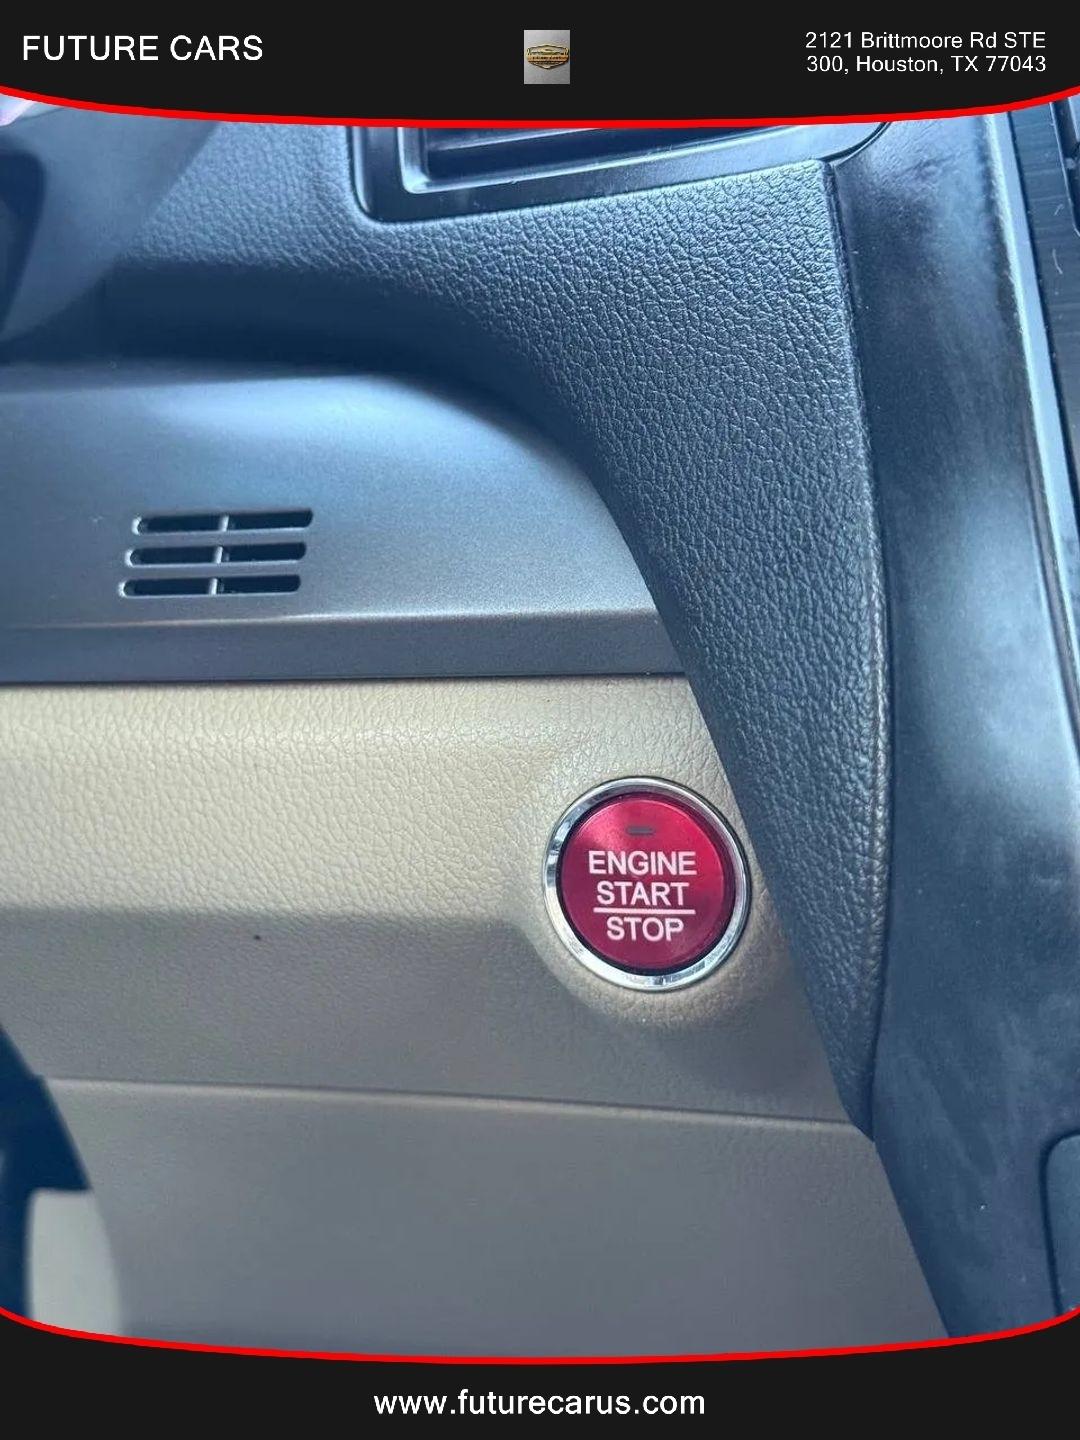 FUTURE CARS
2121 Brittmoore Rd STE
300, Houston, TX 77043
ENGINE
START
STOP
www.futurecarus.com